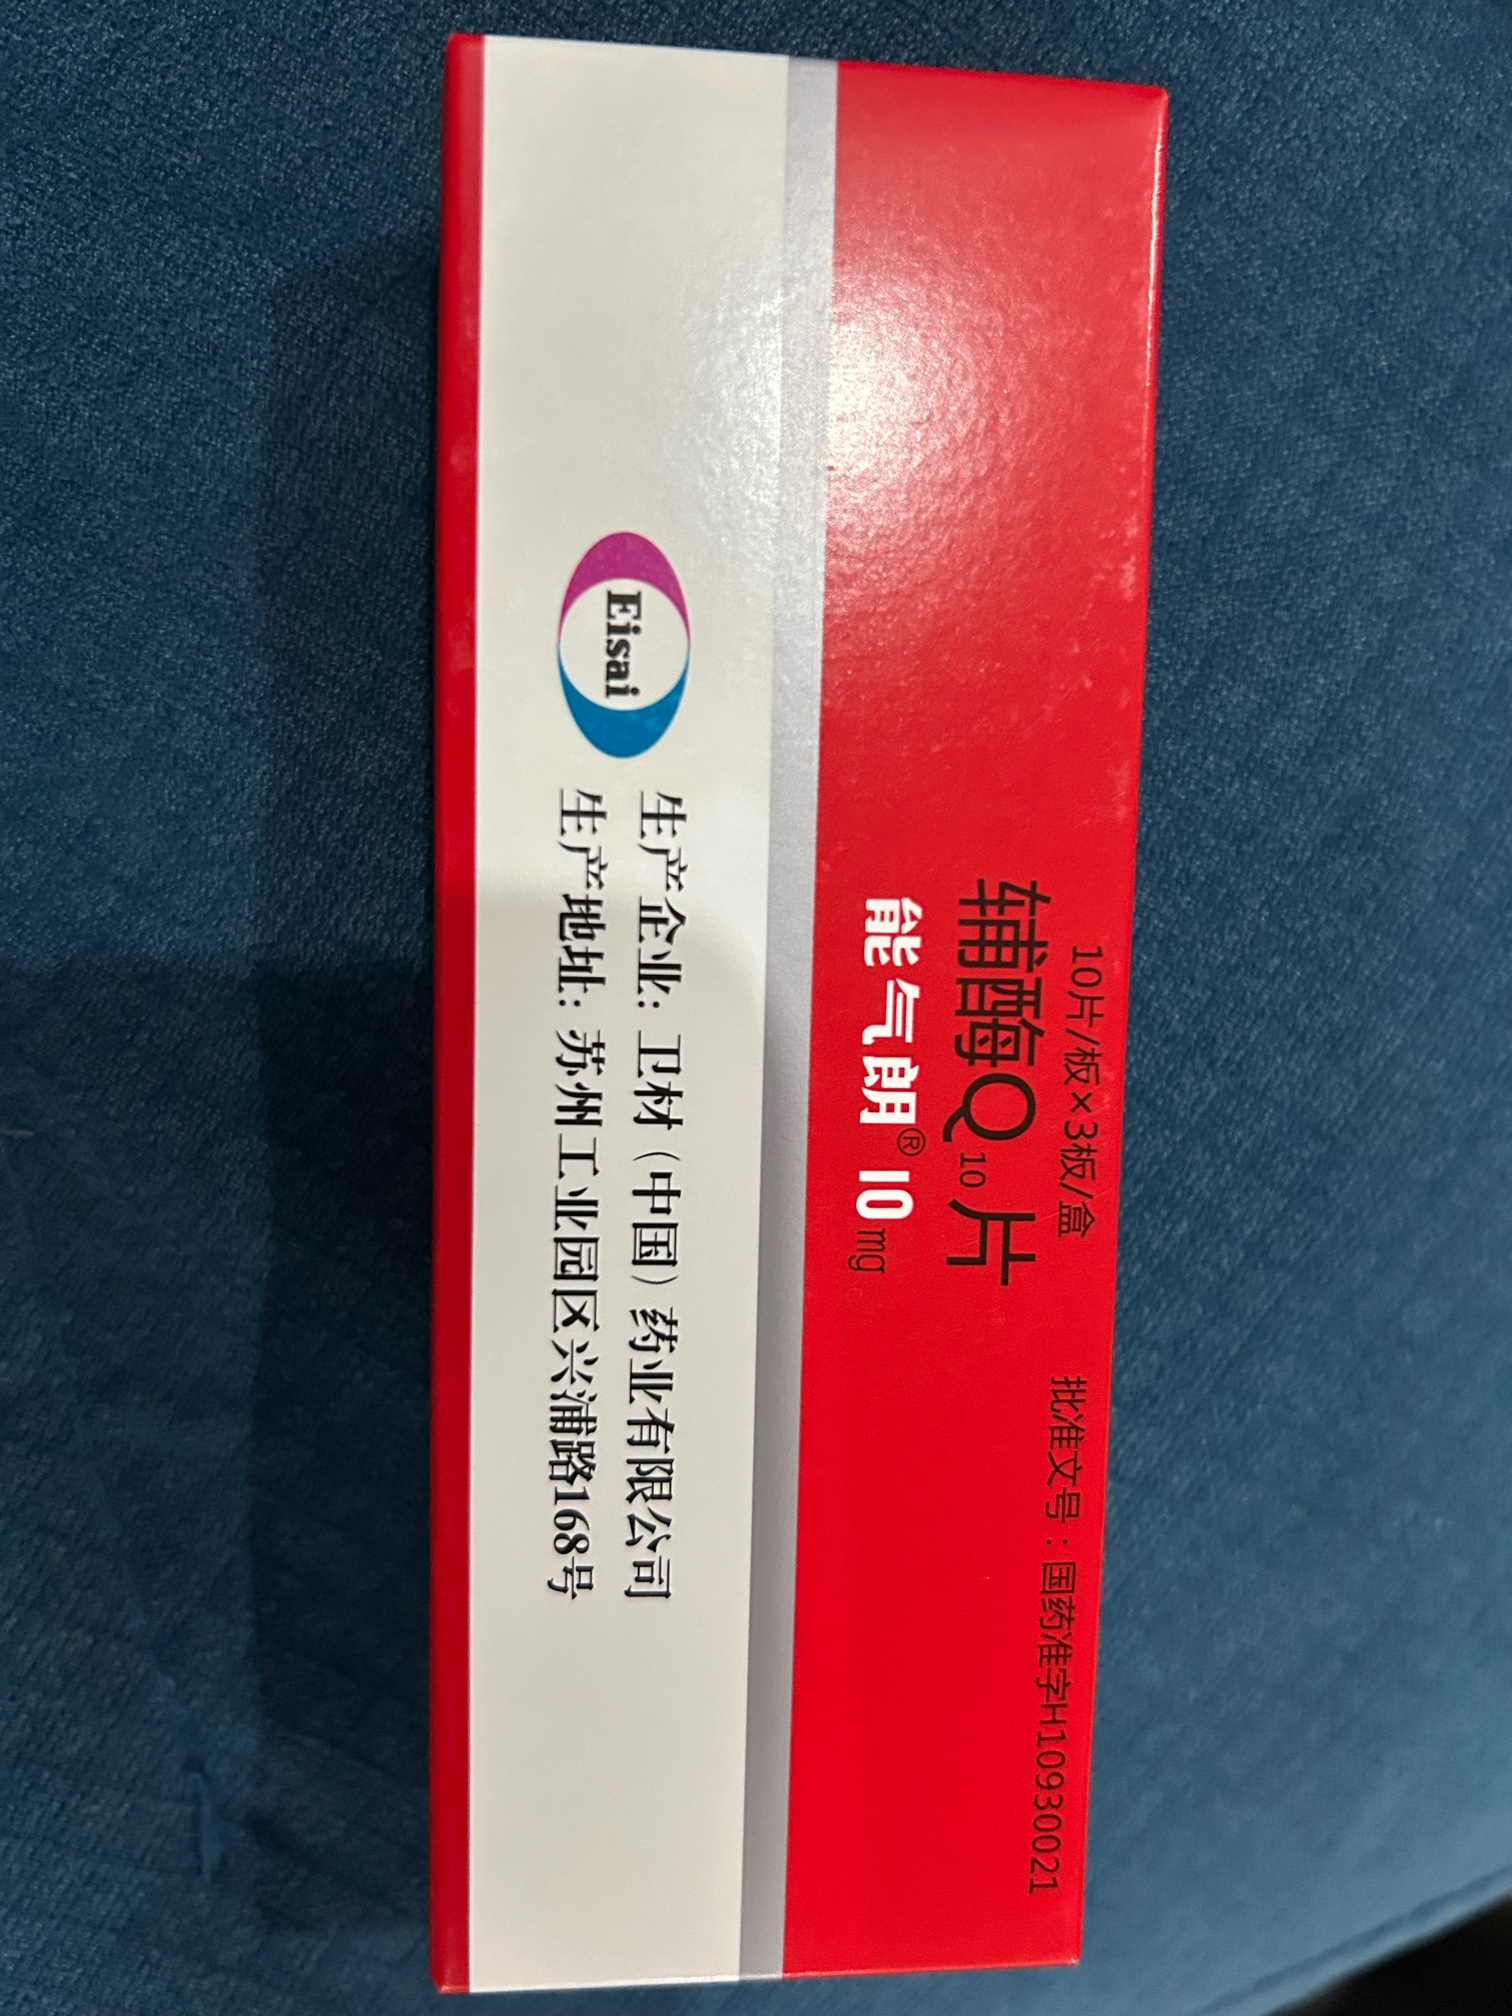 10片/板×3板/盒
批准文号：国药准字H10930021
辅酶Q10片
能气朗® 10mg
Eisai
生产企业：卫材（中国）药业有限公司
生产地址：苏州工业园区兴浦路168号